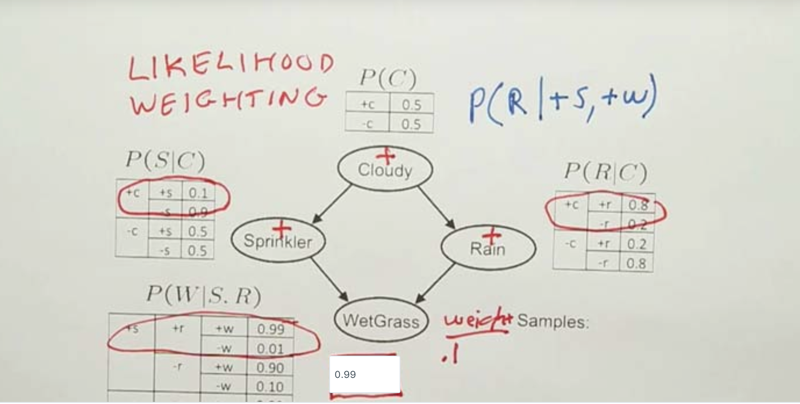 LIKELIHOOD
WEIGHTING
P(C)
+c 0.5
-c 0.5
P(R|+s,+w)
P(S|C)
+c +s 0.1
-s 0.9
-c +s 0.5
-s 0.5
+
Cloudy
P(R|C)
+c +r 0.8
-r 0.2
-c +r 0.2
-r 0.8
+
Sprinkler
+
Rain
P(W|S.R)
+s +r +w 0.99
-w 0.01
-r +w 0.90
-w 0.10
WetGrass
weight Samples:
.1
0.99